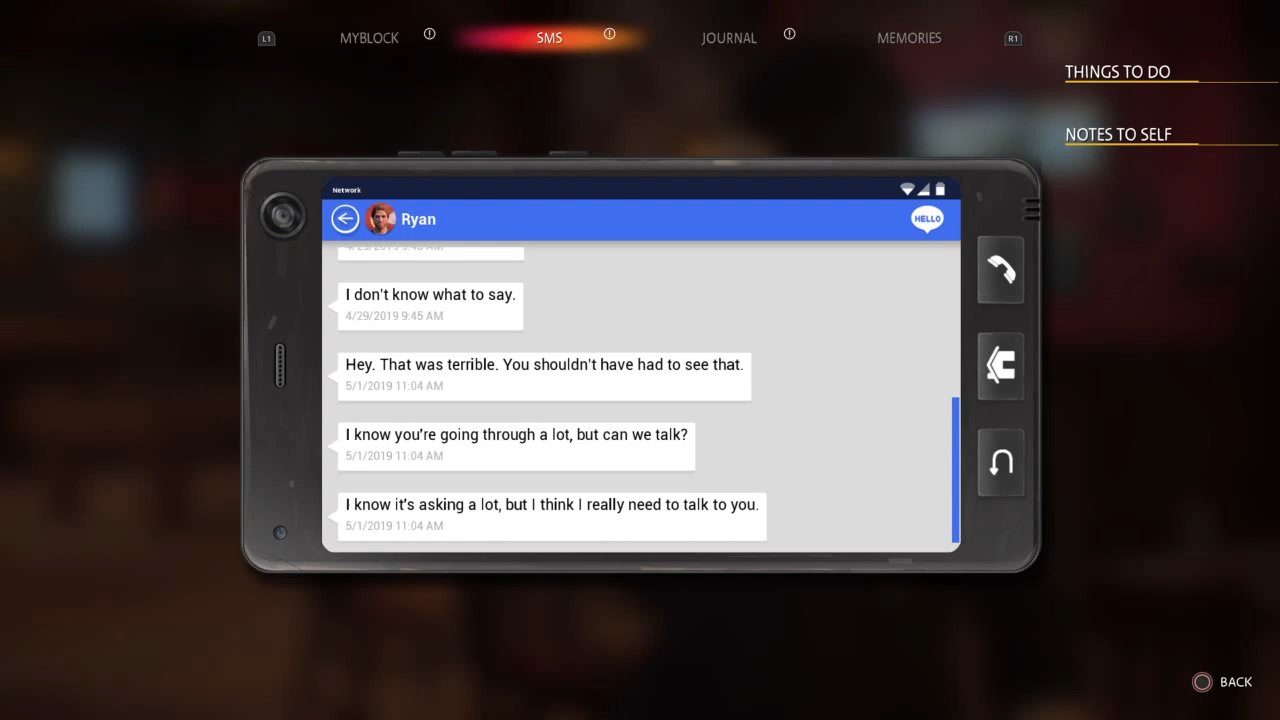 L1
MYBLOCK
SMS
JOURNAL
MEMORIES
R1
THINGS TO DO
NOTES TO SELF
Network
Ryan
HELLO
I don't know what to say.
4/29/2019 9:45 AM
Hey. That was terrible. You shouldn't have had to see that.
5/1/2019 11:04 AM
I know you're going through a lot, but can we talk?
5/1/2019 11:04 AM
I know it's asking a lot, but I think I really need to talk to you.
5/1/2019 11:04 AM
BACK